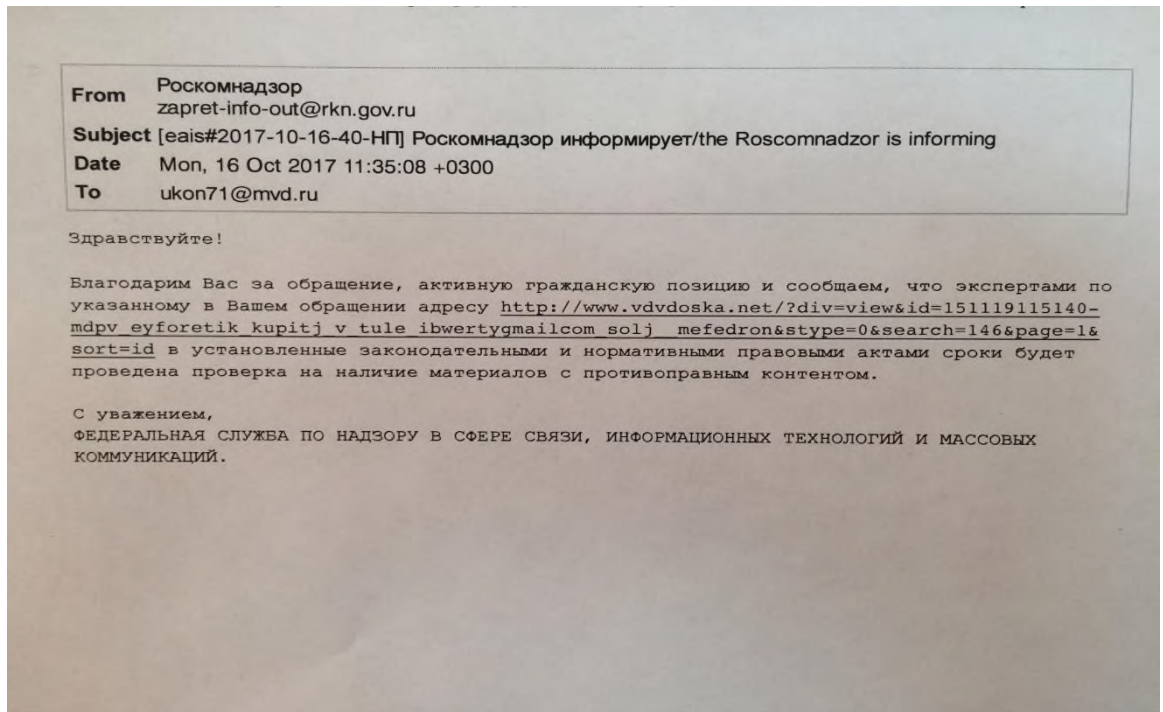 From Роскомнадзор
zapret-info-out@rkn.gov.ru
Subject [eais#2017-10-16-40-НП] Роскомнадзор информирует/the Roscomnadzor is informing
Date Mon, 16 Oct 2017 11:35:08 +0300
To ukon71@mvd.ru
Здравствуйте!
Благодарим Вас за обращение, активную гражданскую позицию и сообщаем, что экспертами по
указанному в Вашем обращении адресу http://www.vdvdoska.net/?div=view&id=151119115140-
mdpv_eyforetik_kupitj_v_tule_ibwertygmailcom_solj__mefedron&stype=0&search=146&page=1&
sort=id в установленные законодательными и нормативными правовыми актами сроки будет
проведена проверка на наличие материалов с противоправным контентом.
С уважением,
ФЕДЕРАЛЬНАЯ СЛУЖБА ПО НАДЗОРУ В СФЕРЕ СВЯЗИ, ИНФОРМАЦИОННЫХ ТЕХНОЛОГИЙ И МАССОВЫХ
КОММУНИКАЦИЙ.